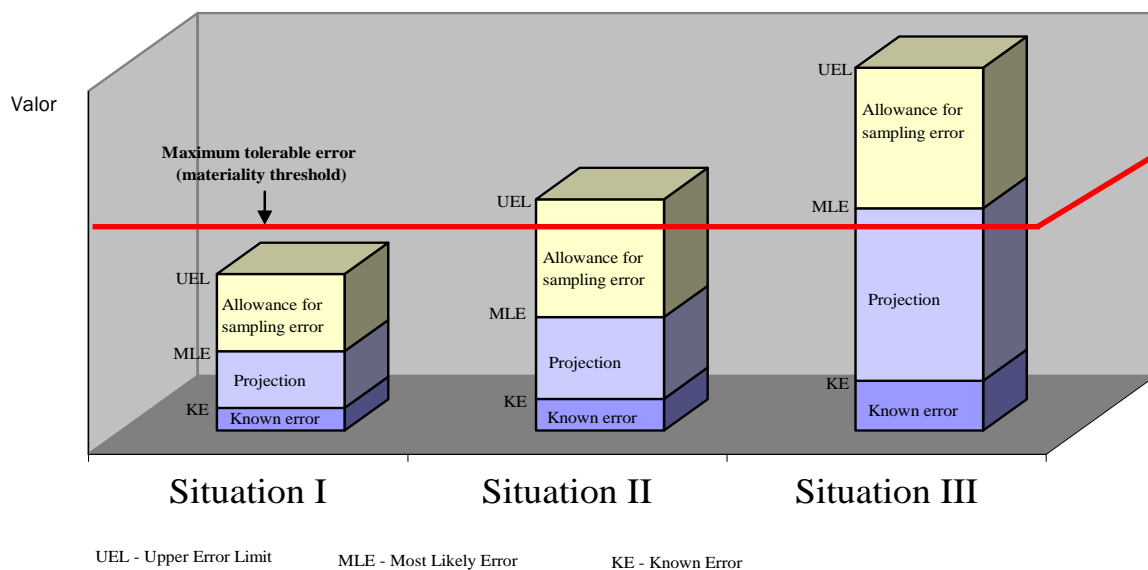 Valor
Maximum tolerable error
(materiality threshold)
UEL
Allowance for
sampling error
MLE
Projection
KE
Known error
UEL
Allowance for
sampling error
MLE
Projection
KE
Known error
UEL
Allowance for
sampling error
MLE
Projection
KE
Known error
Situation I
Situation II
Situation III
UEL - Upper Error Limit
MLE - Most Likely Error
KE - Known Error